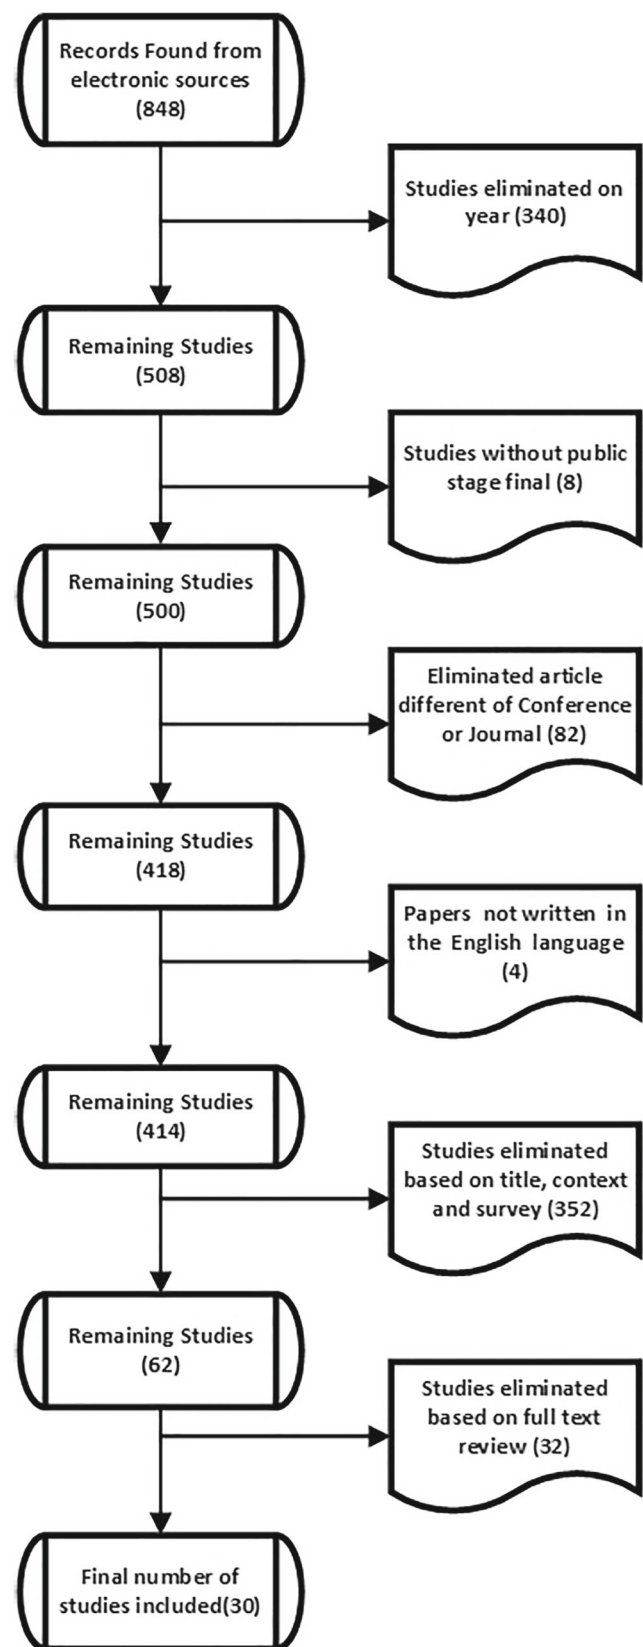 Records Found from
electronic sources
(848)
Studies eliminated on
year (340)
Remaining Studies
(508)
Studies without public
stage final (8)
Remaining Studies
(500)
Eliminated article
different of Conference
or Journal (82)
Remaining Studies
(418)
Papers not written in
the English language
(4)
Remaining Studies
(414)
Studies eliminated
based on title, context
and survey (352)
Remaining Studies
(62)
Studies eliminated
based on full text
review (32)
Final number of
studies included(30)